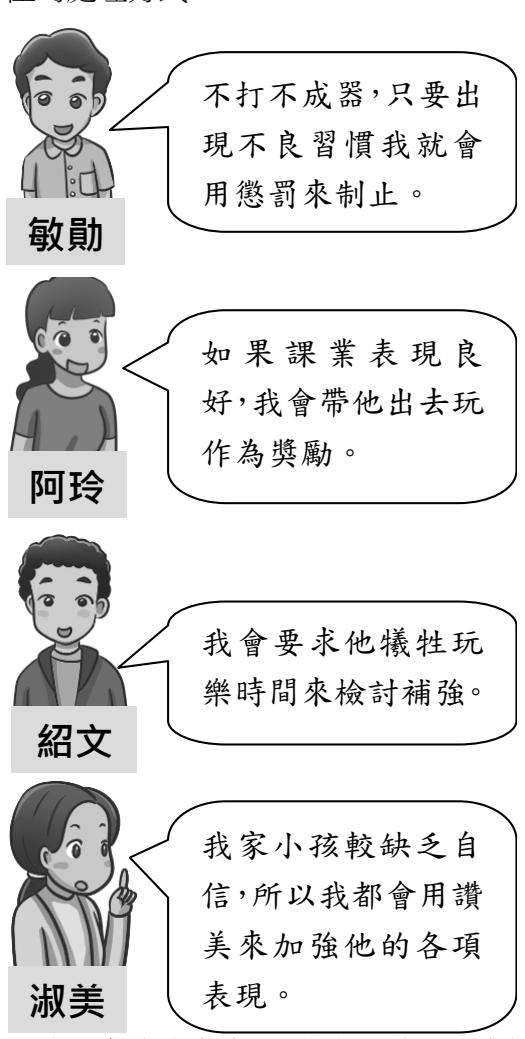 不打不成器，只要出
現不良習慣我就會
用懲罰來制止。
敏勛
如果課業表現良
好，我會帶他出去玩
作為獎勵。
阿玲
我會要求他犧牲玩
樂時間來檢討補強。
紹文
我家小孩較缺乏自
信，所以我都會用讚
美來加強他的各項
表現。
淑美